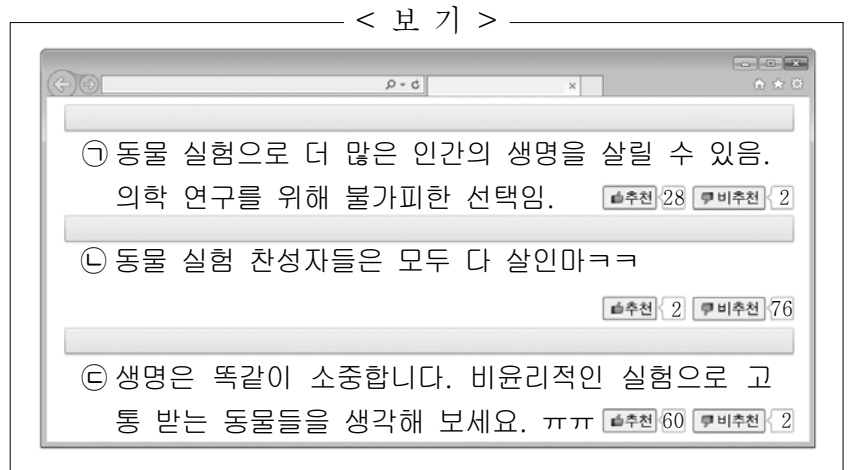 < 보 기 >
㉠ 동물 실험으로 더 많은 인간의 생명을 살릴 수 있음.
의학 연구를 위해 불가피한 선택임. 추천 28 비추천 2
㉡ 동물 실험 찬성자들은 모두 다 살인마ㅋㅋ
추천 2 비추천 76
㉢ 생명은 똑같이 소중합니다. 비윤리적인 실험으로 고
통 받는 동물들을 생각해 보세요. ㅠㅠ 추천 60 비추천 2